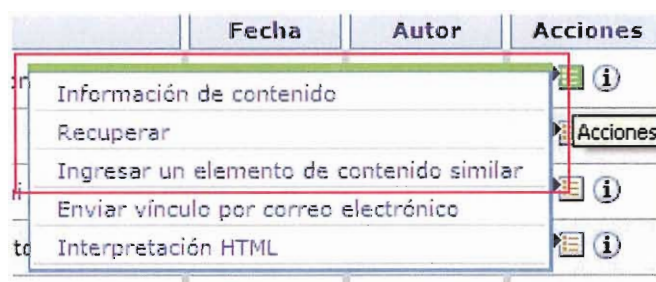 Fecha Autor Acciones
Información de contenido
Recuperar
Acciones
Ingresar un elemento de contenido similar
Enviar vínculo por correo electrónico
Interpretación HTML